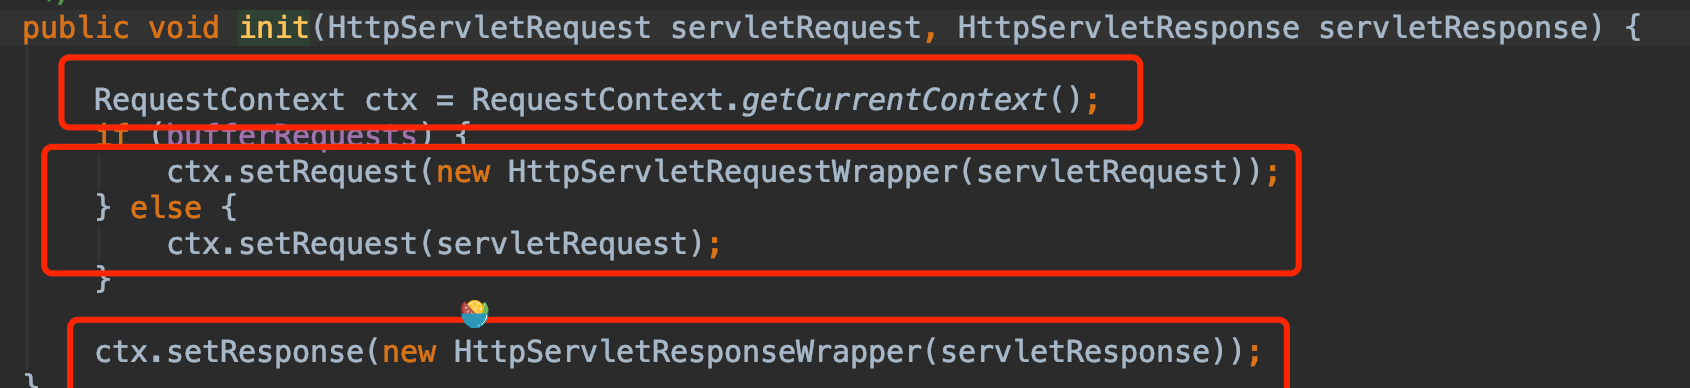 */
public void init(HttpServletRequest servletRequest, HttpServletResponse servletResponse) {
RequestContext ctx = RequestContext.getCurrentContext();
if (bufferRequests) {
ctx.setRequest(new HttpServletRequestWrapper(servletRequest));
} else {
ctx.setRequest(servletRequest);
}
ctx.setResponse(new HttpServletResponseWrapper(servletResponse));
}